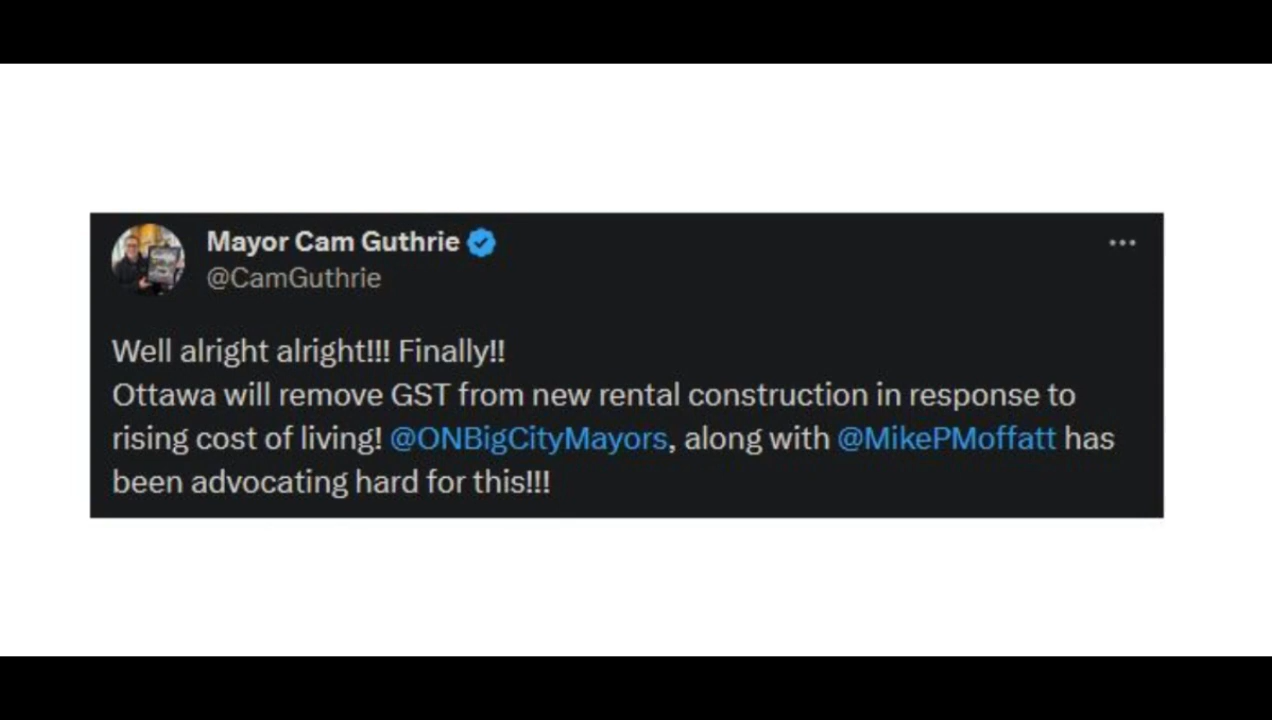 Mayor Cam Guthrie
@CamGuthrie
Well alright alright!!! Finally!!
Ottawa will remove GST from new rental construction in response to
rising cost of living! @ONBigCityMayors, along with @MikePMoffatt has
been advocating hard for this!!!